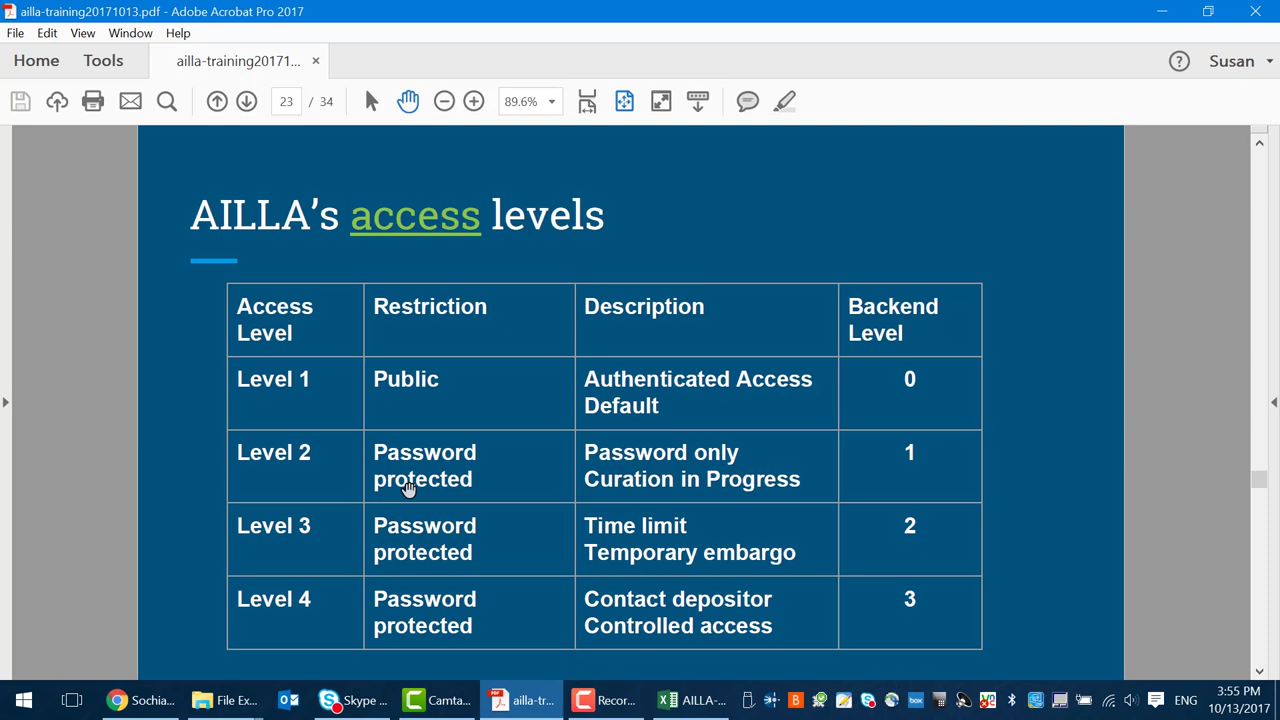 ailla-training20171013.pdf - Adobe Acrobat Pro 2017
File Edit View Window Help
Home Tools ailla-training20171... × Susan
23 / 34 89.6%
AILLA's access levels
Access Level Restriction Description Backend Level
Level 1 Public Authenticated Access Default 0
Level 2 Password protected Password only Curation in Progress 1
Level 3 Password protected Time limit Temporary embargo 2
Level 4 Password protected Contact depositor Controlled access 3
Sochia... File Ex... Skype ... Camta... ailla-tr... Recor... AILLA-... ENG 3:55 PM
10/13/2017